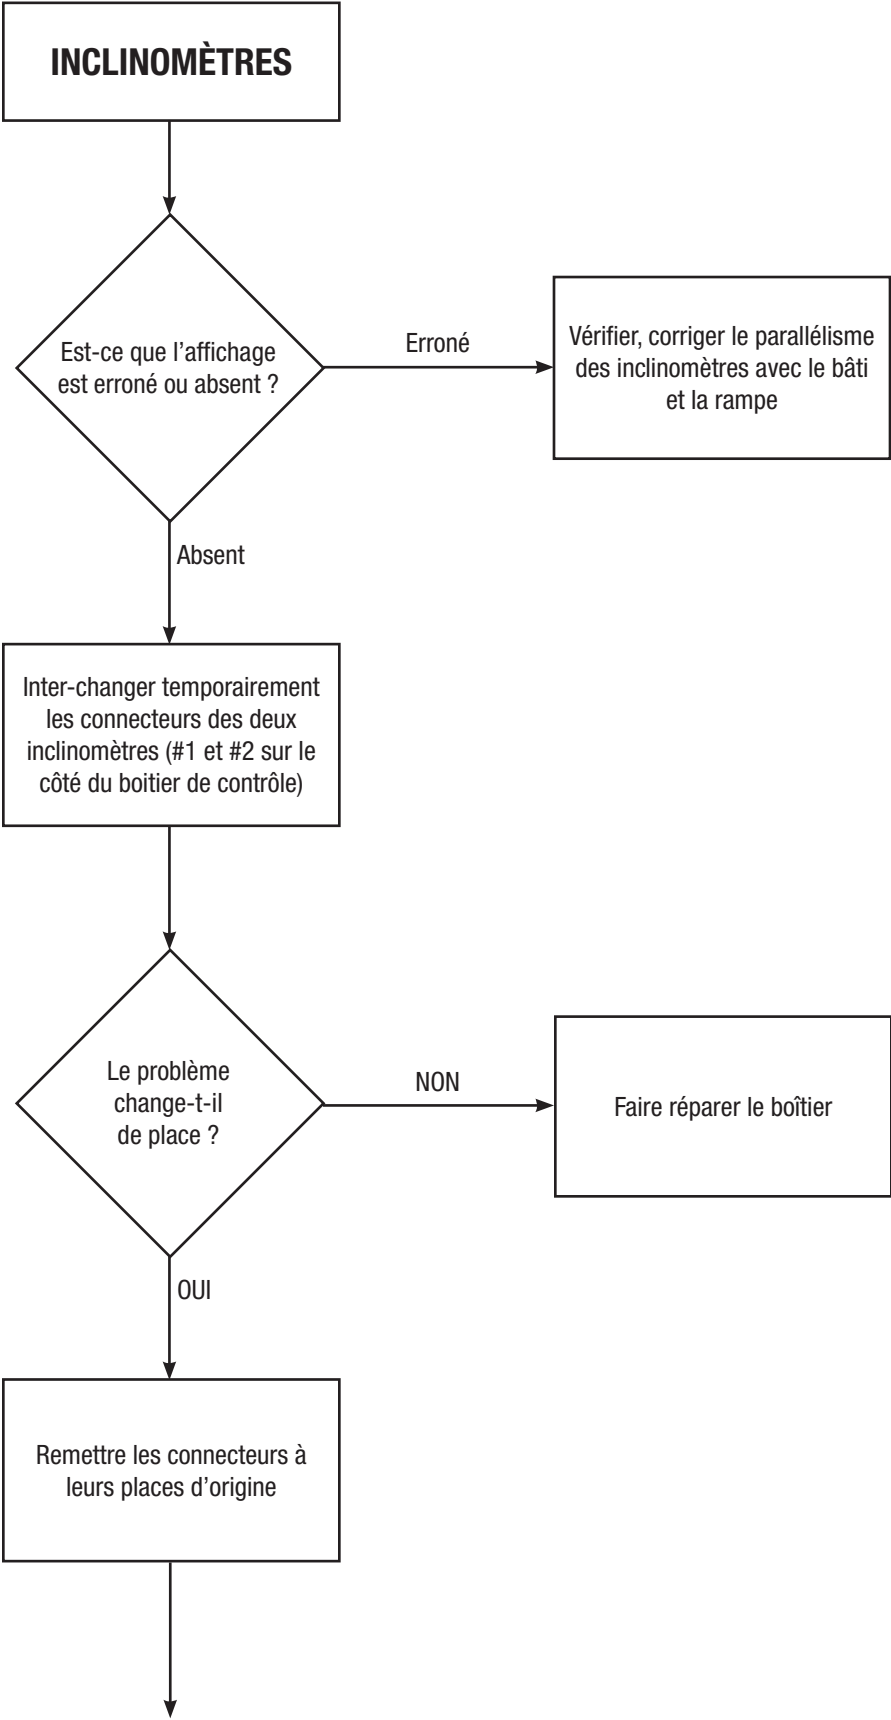 INCLINOMÈTRES
Est-ce que l'affichage
est erroné ou absent ?
Erroné
Vérifier, corriger le parallélisme
des inclinomètres avec le bâti
et la rampe
Absent
Inter-changer temporairement
les connecteurs des deux
inclinomètres (#1 et #2 sur le
côté du boitier de contrôle)
Le problème
change-t-il
de place ?
NON
Faire réparer le boîtier
OUI
Remettre les connecteurs à
leurs places d'origine